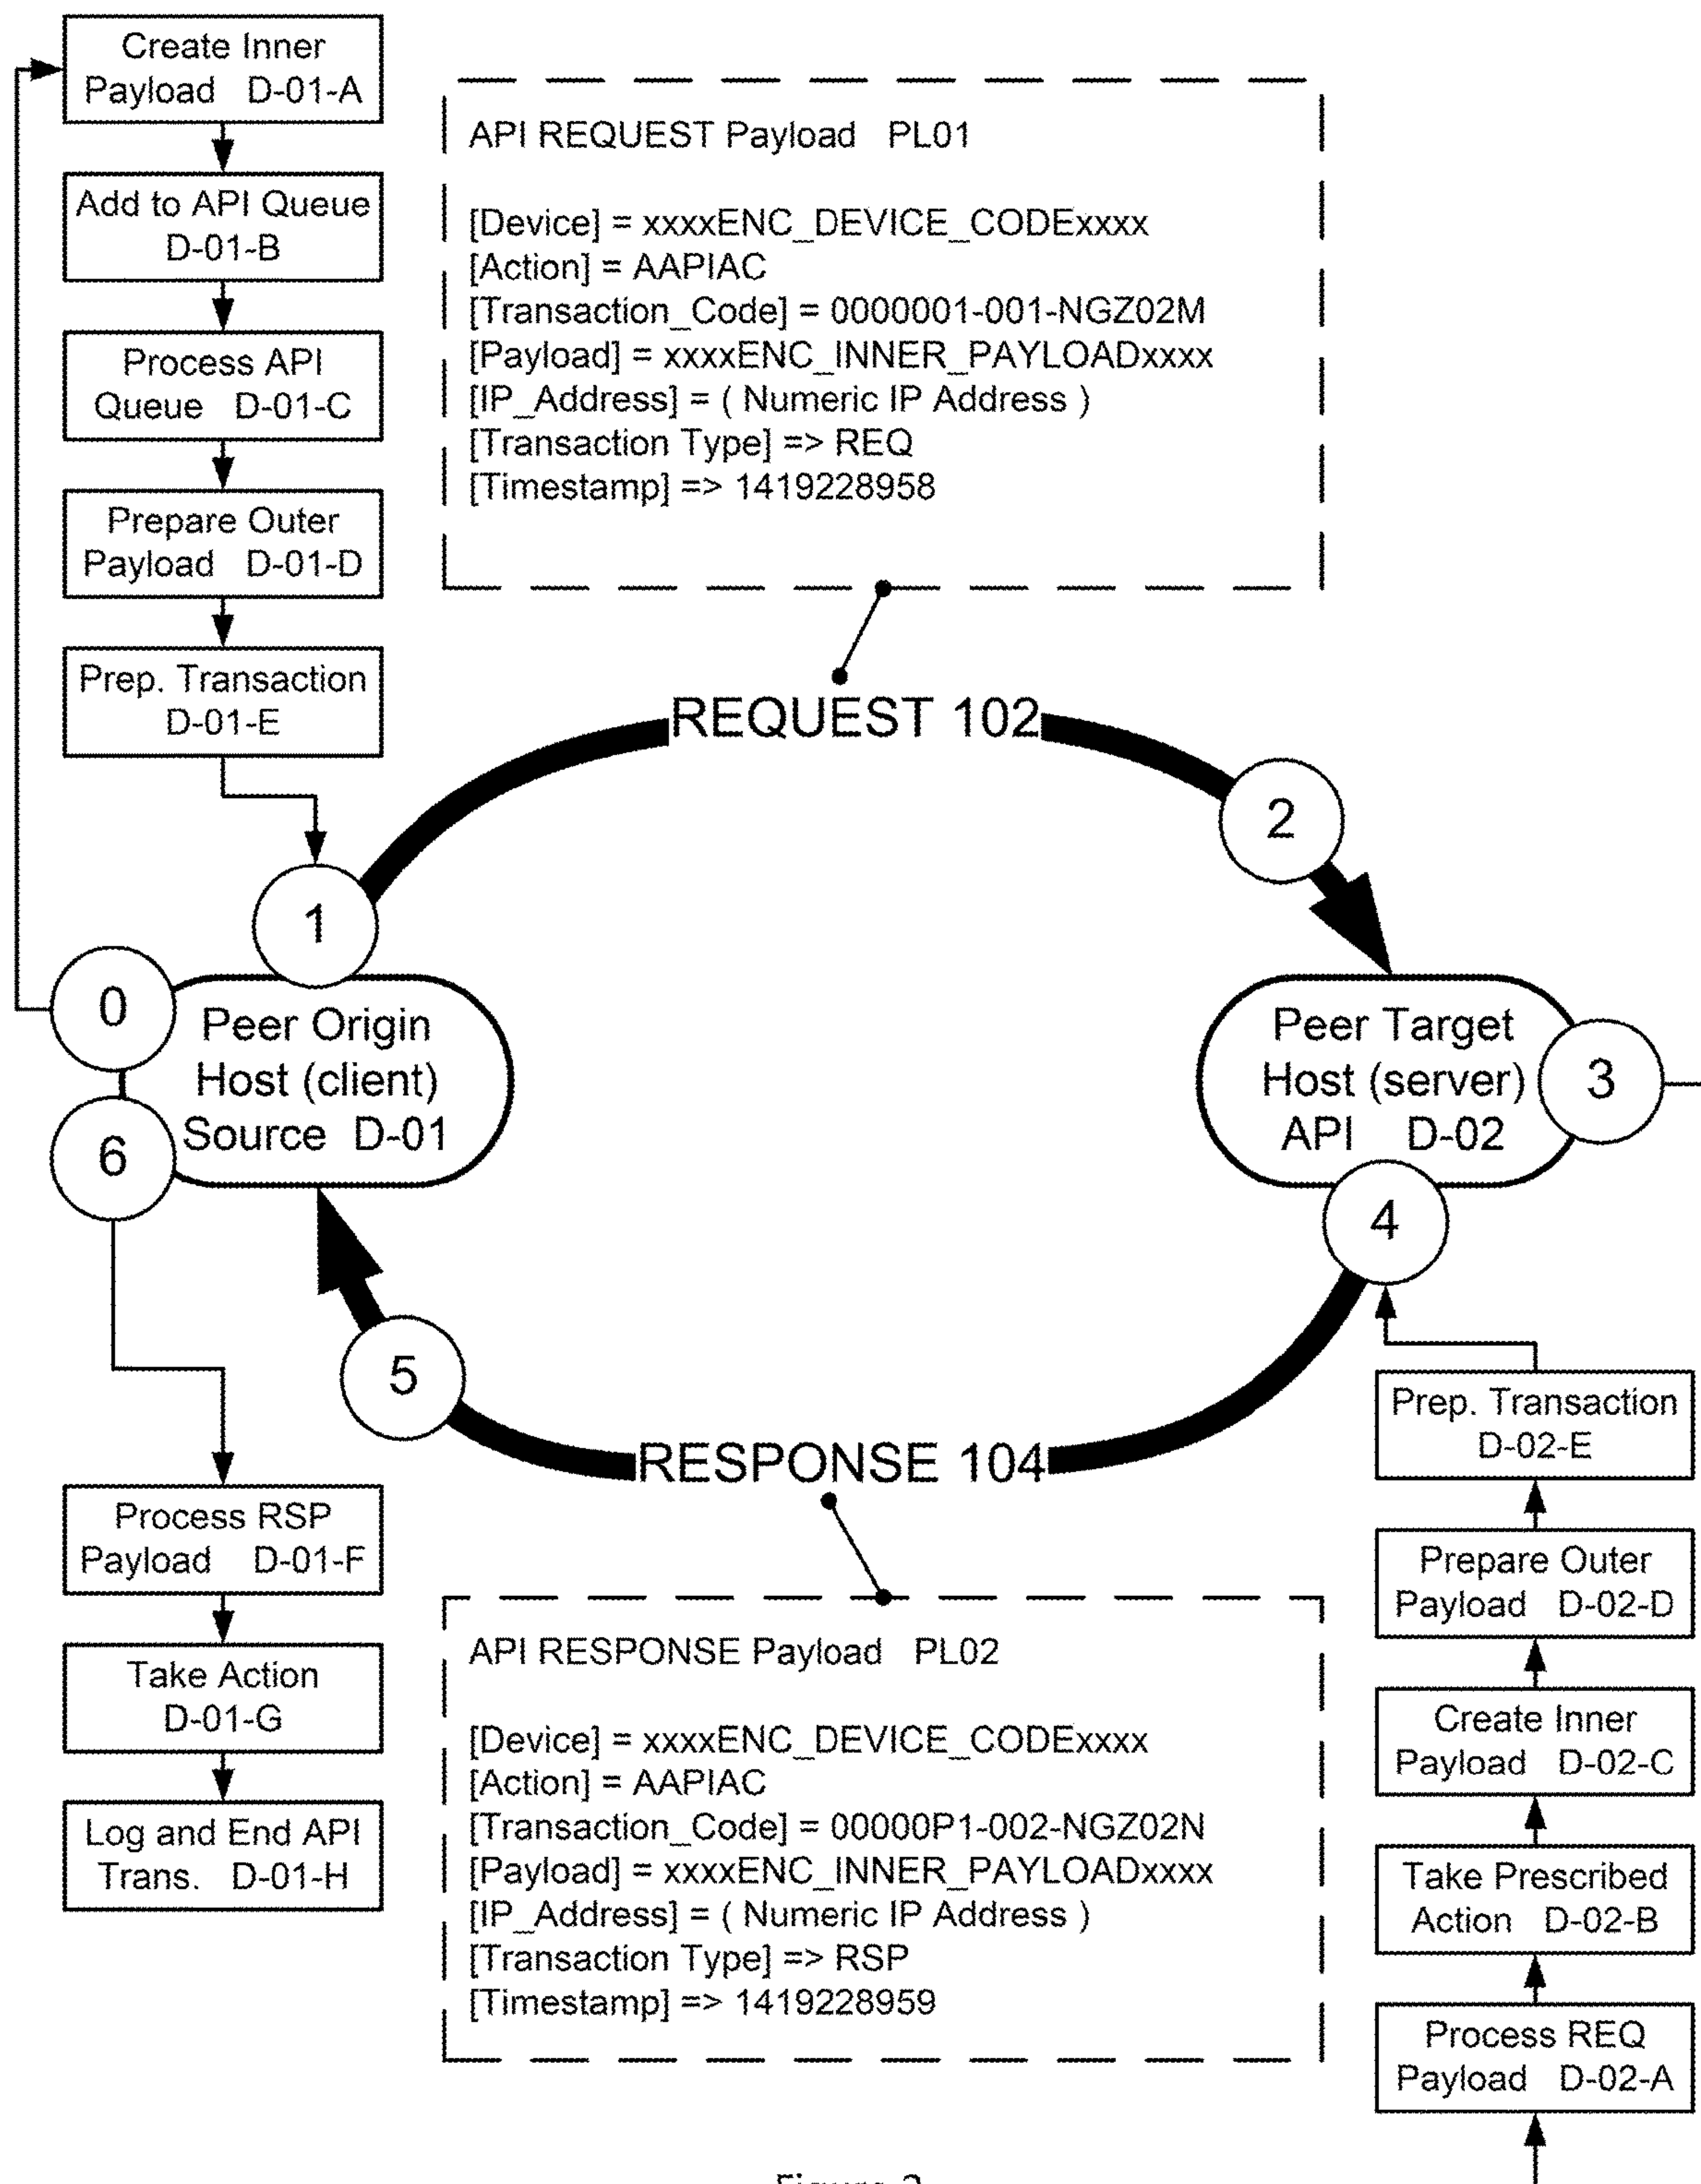 Create Inner
Payload D-01-A
Add to API Queue
D-01-B
Process API
Queue D-01-C
Prepare Outer
Payload D-01-D
Prep. Transaction
D-01-E
API REQUEST Payload PL01
[Device] = xxxxENC_DEVICE_CODExxxx
[Action] = AAPIAC
[Transaction_Code] = 0000001-001-NGZ02M
[Payload] = xxxxENC_INNER_PAYLOADxxxx
[IP_Address] = ( Numeric IP Address )
[Transaction Type] => REQ
[Timestamp] => 1419228958
REQUEST 102
1
2
0
Peer Origin
Host (client)
Source D-01
6
Peer Target
Host (server)
API D-02
3
4
5
RESPONSE 104
Process RSP
Payload D-01-F
Take Action
D-01-G
Log and End API
Trans. D-01-H
API RESPONSE Payload PL02
[Device] = xxxxENC_DEVICE_CODExxxx
[Action] = AAPIAC
[Transaction_Code] = 00000P1-002-NGZ02N
[Payload] = xxxxENC_INNER_PAYLOADxxxx
[IP_Address] = ( Numeric IP Address )
[Transaction Type] => RSP
[Timestamp] => 1419228959
Prep. Transaction
D-02-E
Prepare Outer
Payload D-02-D
Create Inner
Payload D-02-C
Take Prescribed
Action D-02-B
Process REQ
Payload D-02-A